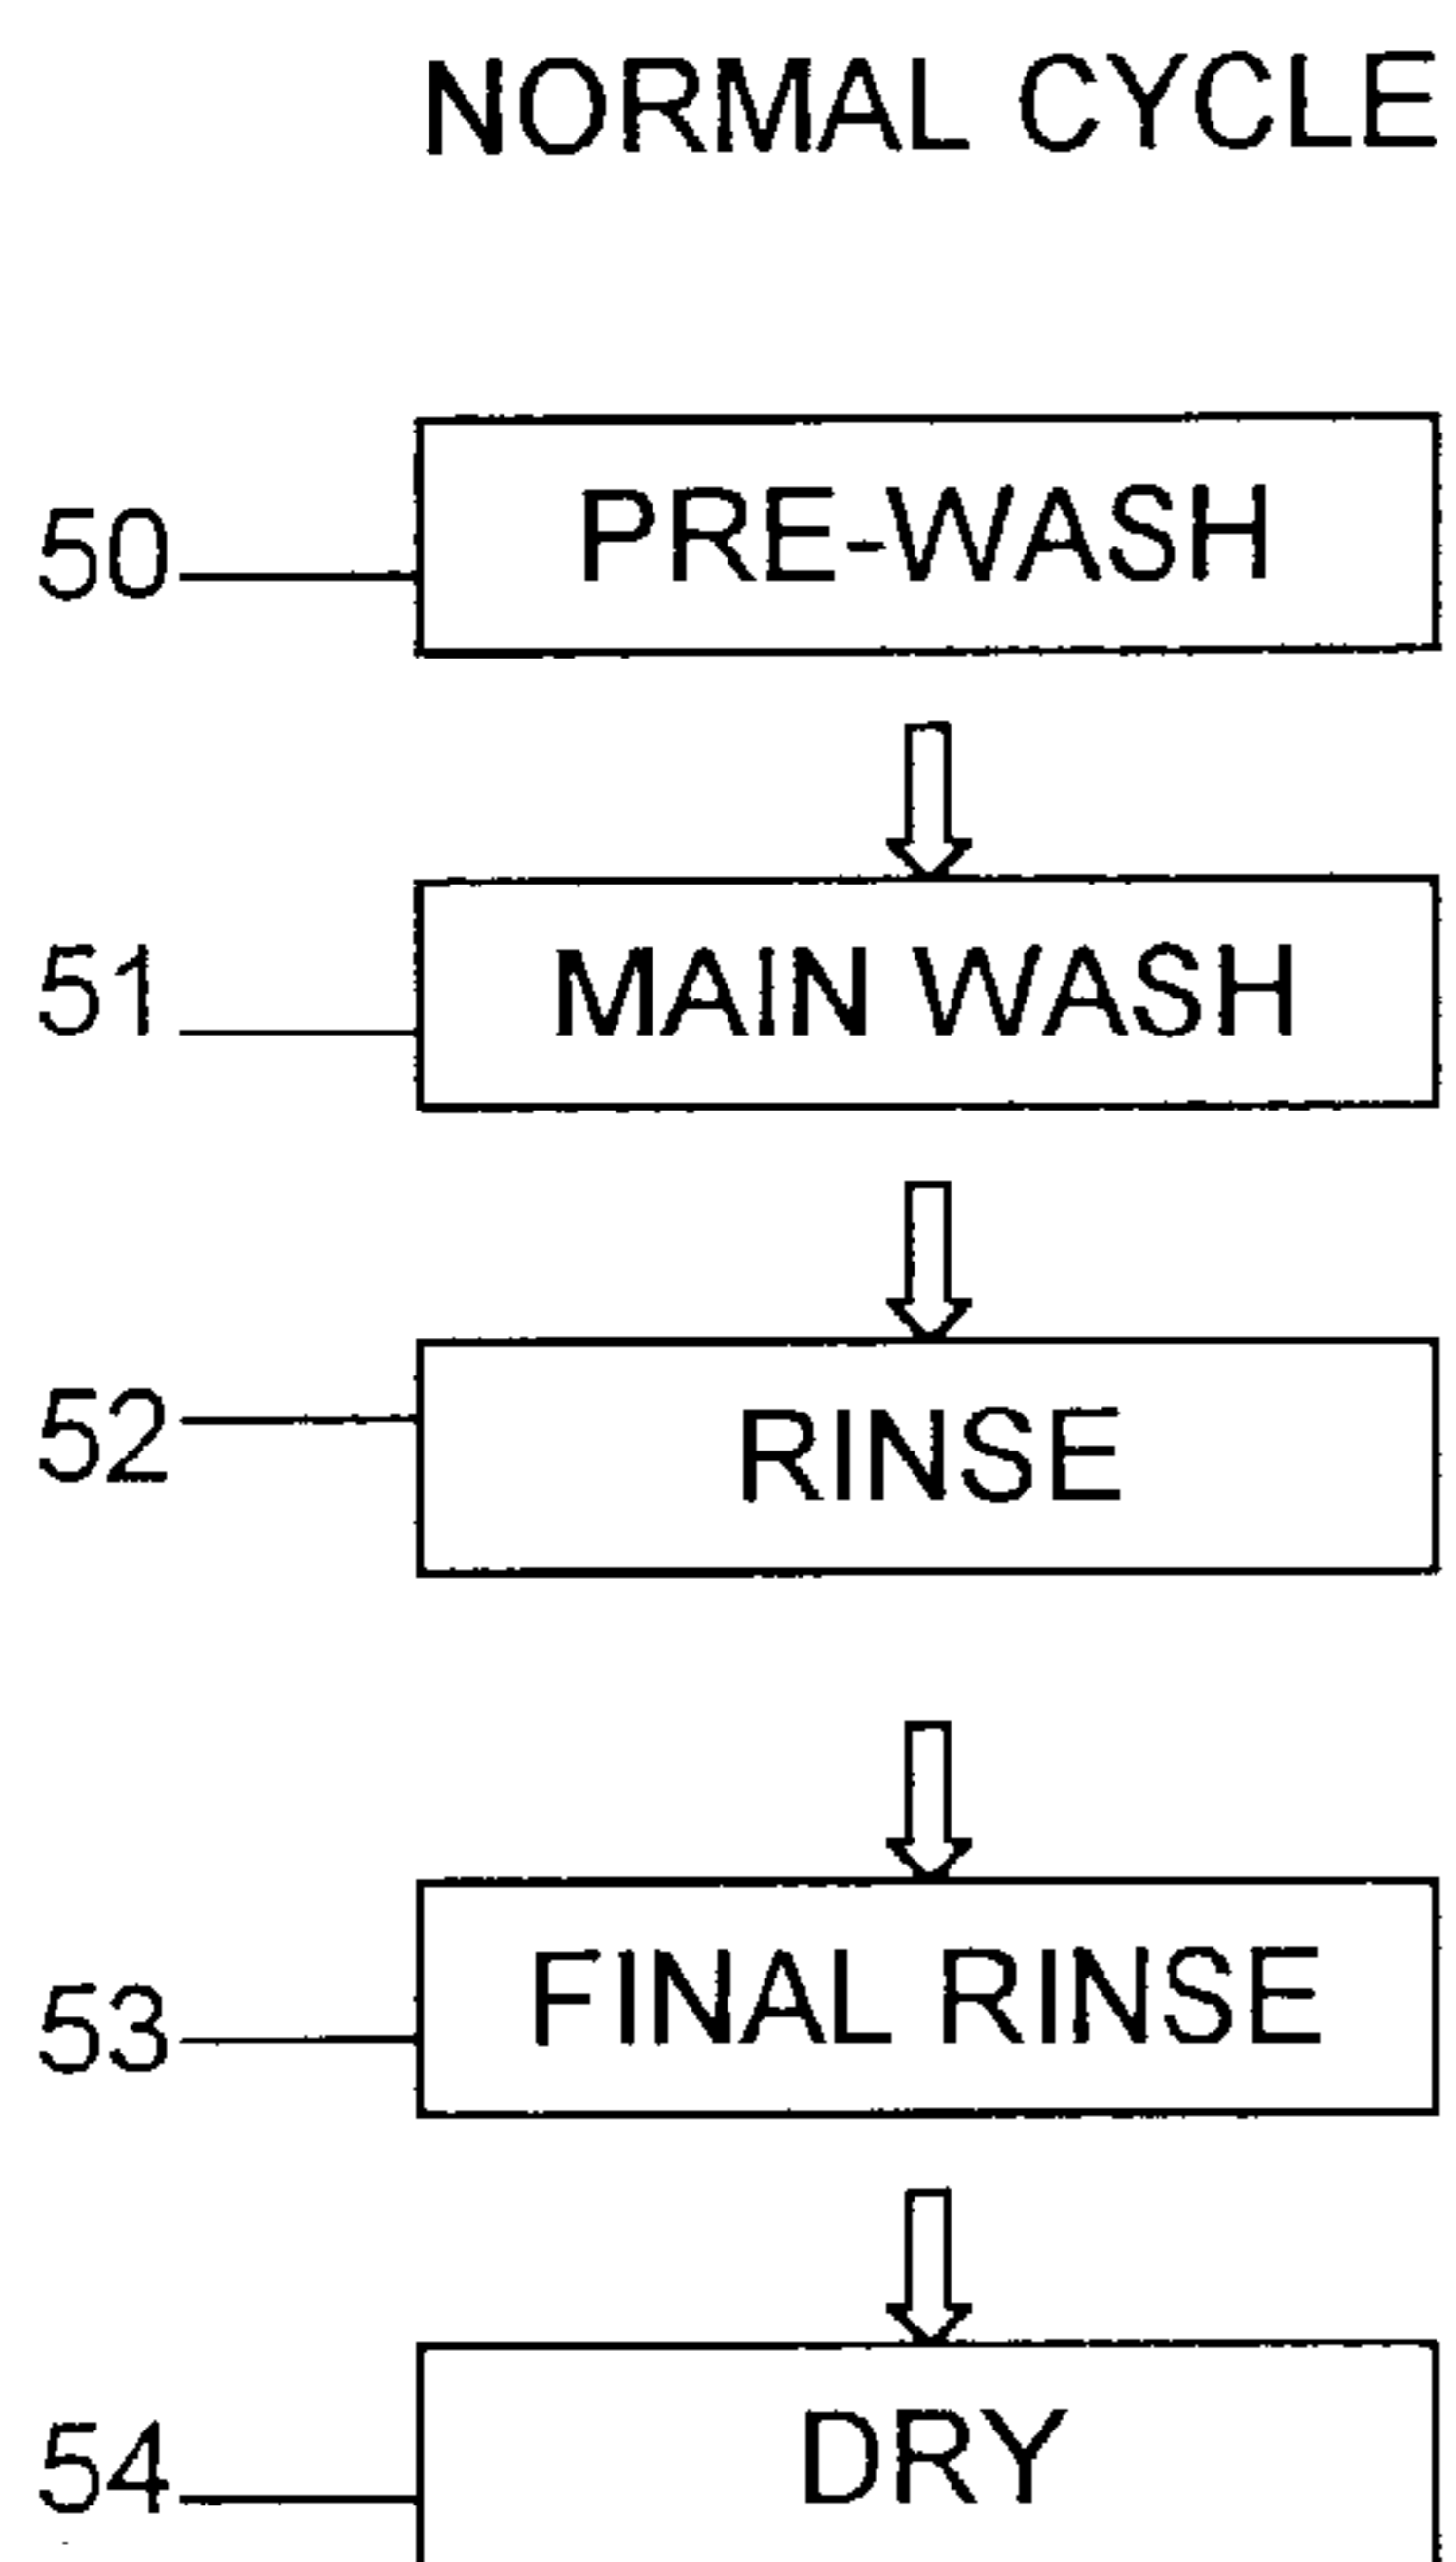 NORMAL CYCLE
50 PRE-WASH
51 MAIN WASH
52 RINSE
53 FINAL RINSE
54 DRY